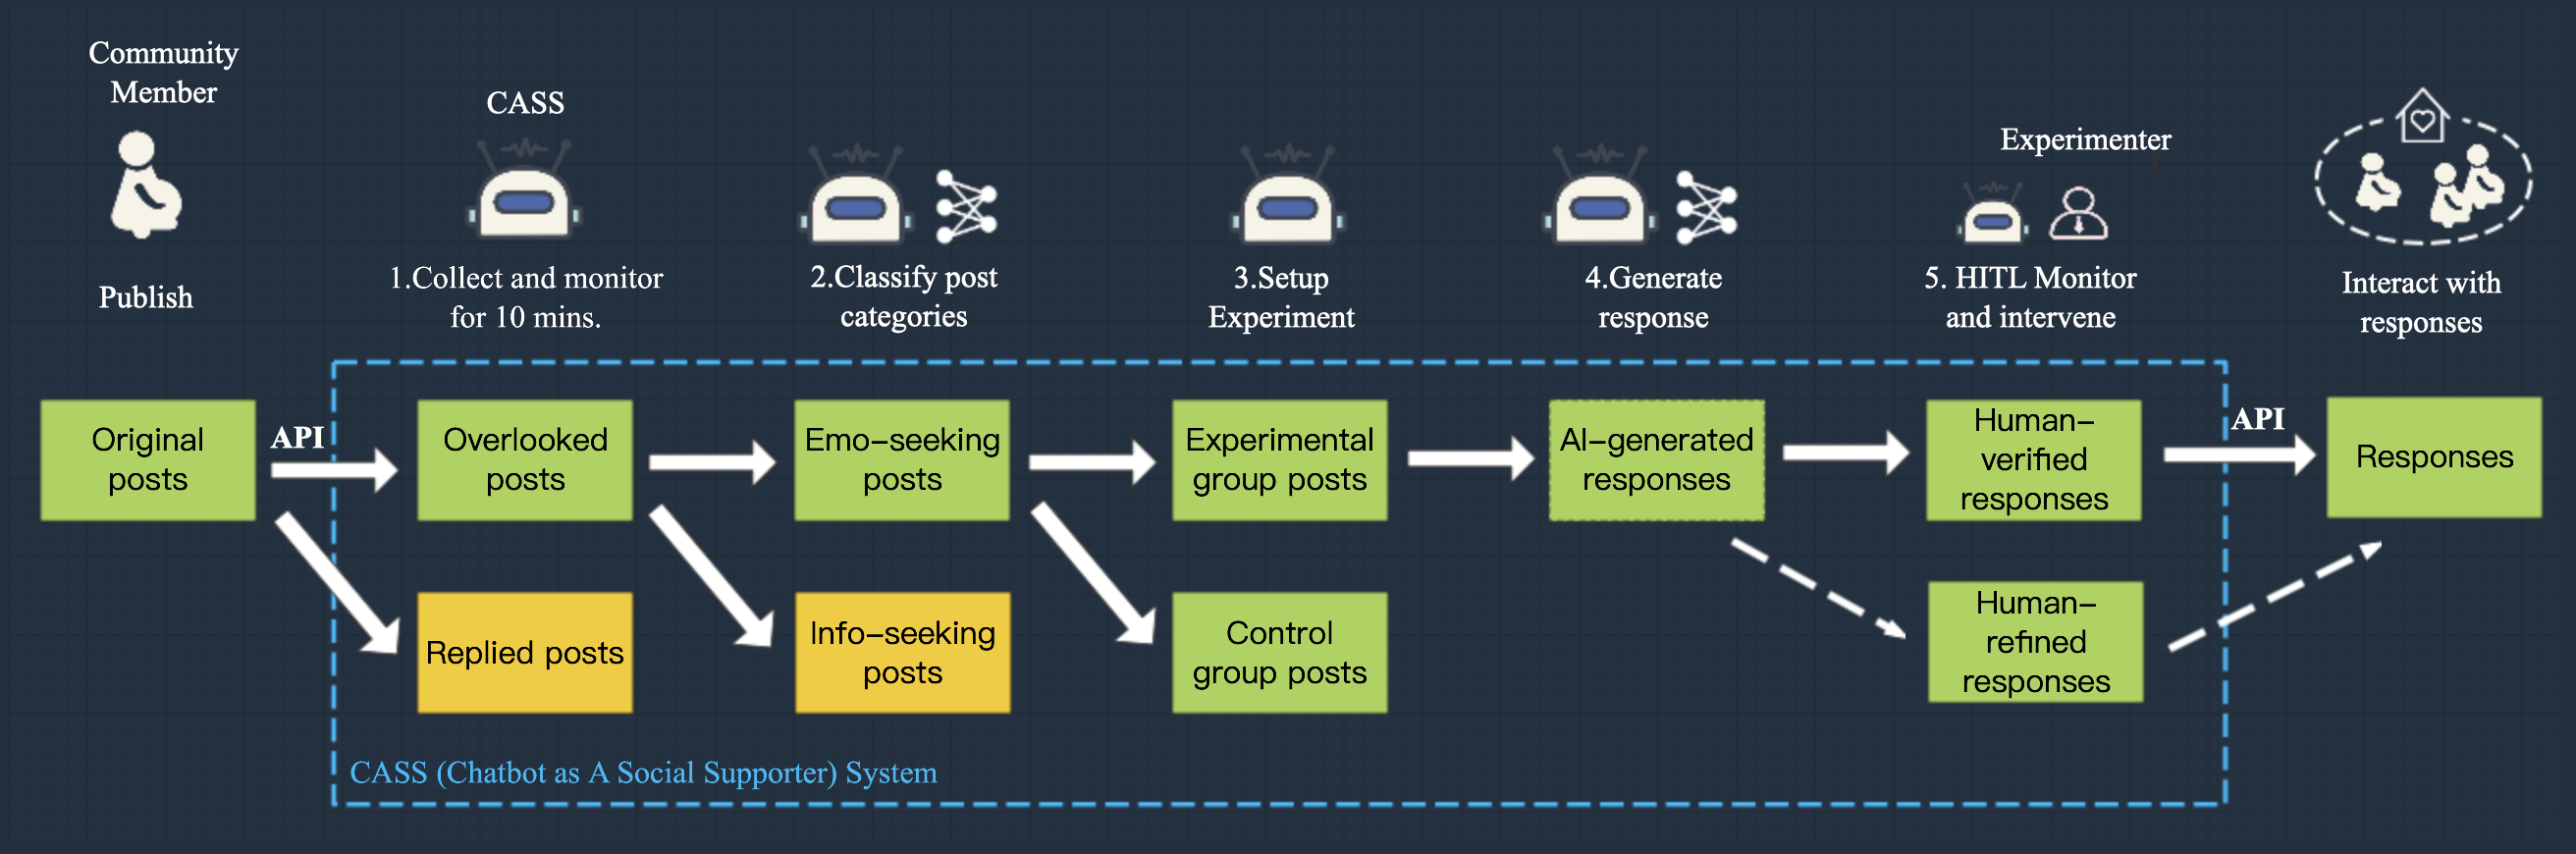 Community
Member
Publish
CASS
1.Collect and monitor
for 10 mins.
2.Classify post
categories
3.Setup
Experiment
4.Generate
response
Experimenter
5. HITL Monitor
and intervene
Interact with
responses
Original
posts
API
Overlooked
posts
Emo-seeking
posts
Experimental
group posts
AI-generated
responses
Human-
verified
responses
API
Responses
Replied posts
Info-seeking
posts
Control
group posts
Human-
refined
responses
CASS (Chatbot as A Social Supporter) System